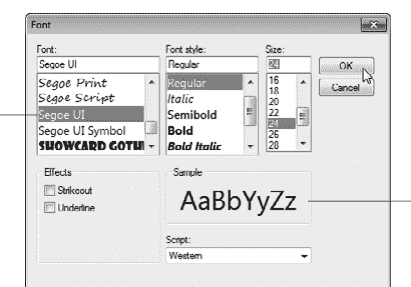 Font
Font: Font style: Size:
Segoe UI Regular 24 OK
Segoe Print Regular 16 Cancel
Segoe Script Italic 18
Segoe UI Semibold 20
Segoe UI Symbol Bold 22
SHOWCARD GOTHI Bold Italic 24
26
28
Effects
Strikeout
Underline
Sample
AaBbYyZz
Script:
Western